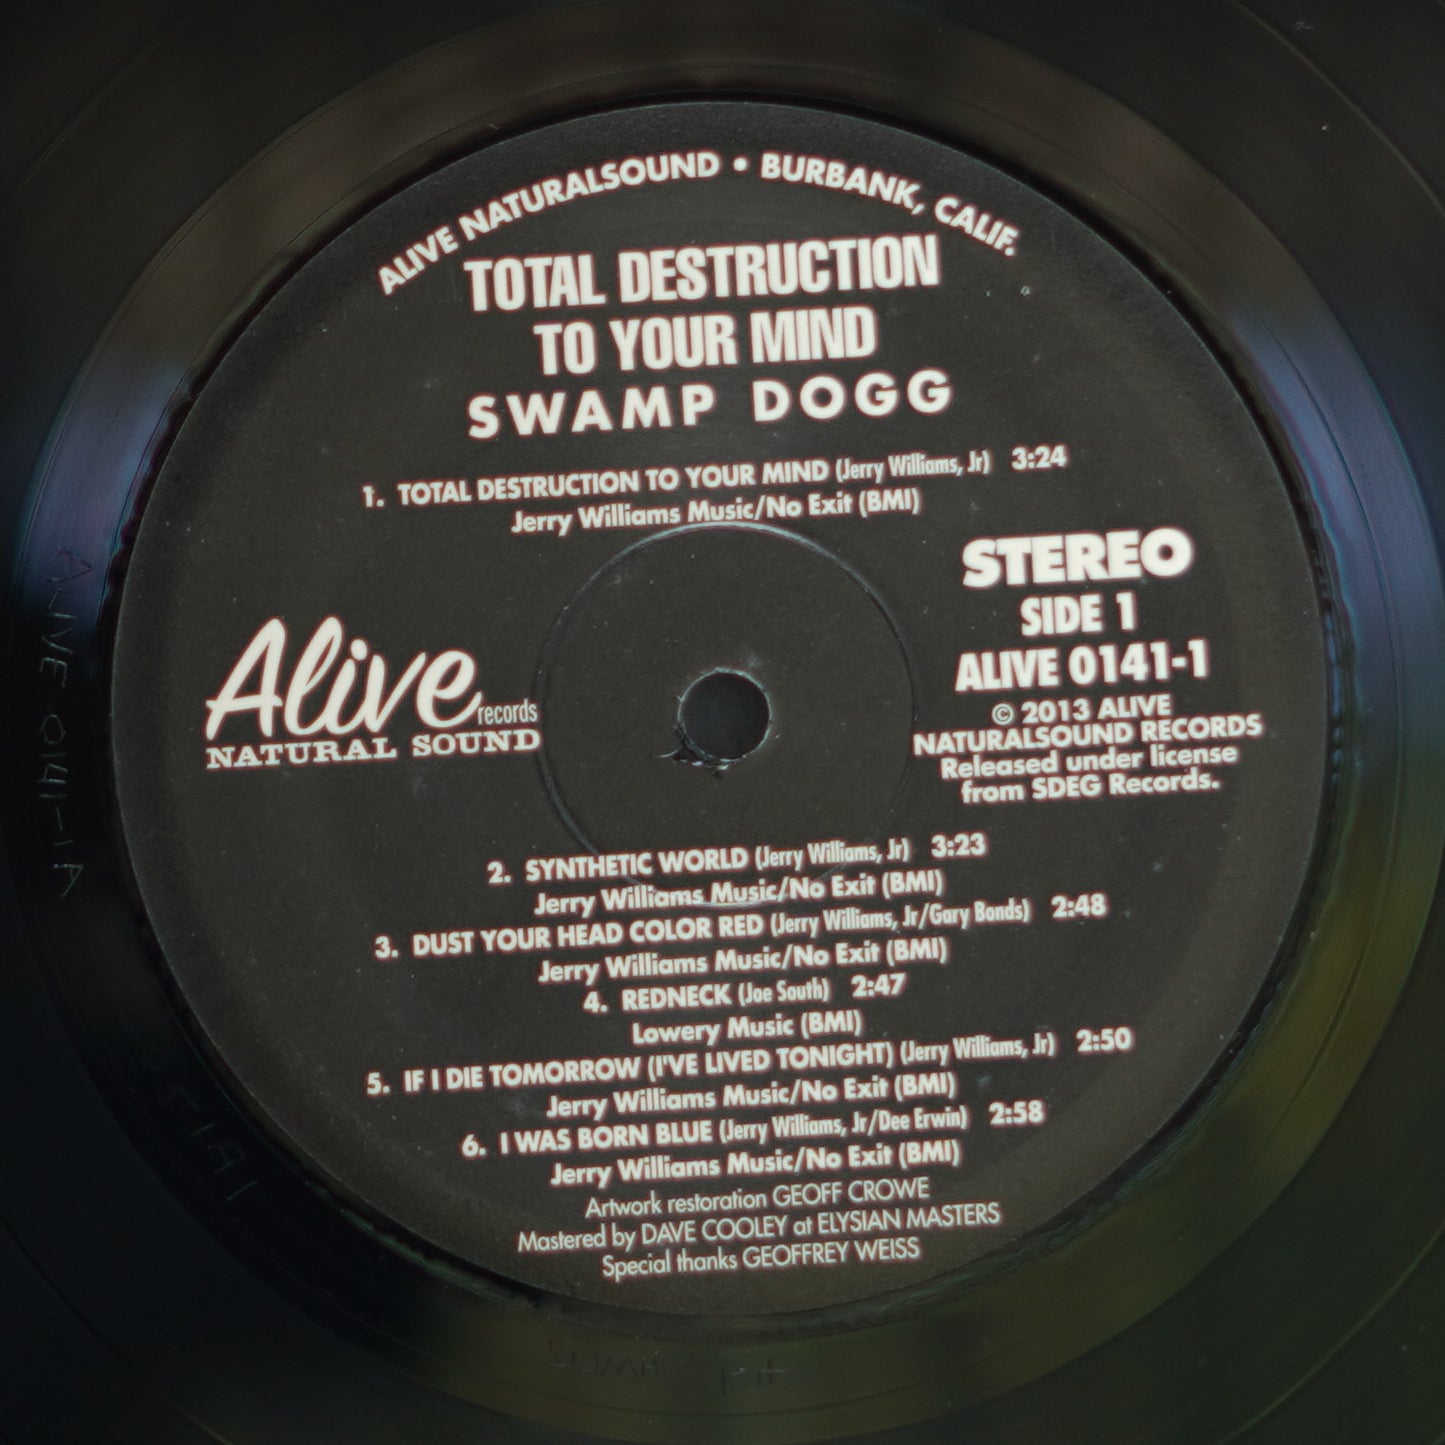 ALIVE NATURALSOUND • BURBANK, CALIF.
TOTAL DESTRUCTION
TO YOUR MIND
SWAMP DOGG
1. TOTAL DESTRUCTION TO YOUR MIND (Jerry Williams, Jr) 3:24
Jerry Williams Music/No Exit (BMI)
STEREO
SIDE 1
ALIVE 0141-1
© 2013 ALIVE
NATURALSOUND RECORDS
Released under license
from SDEG Records.
Alive records
NATURAL SOUND
2. SYNTHETIC WORLD (Jerry Williams, Jr) 3:23
Jerry Williams Music/No Exit (BMI)
3. DUST YOUR HEAD COLOR RED (Jerry Williams, Jr/Gary Bonds) 2:48
Jerry Williams Music/No Exit (BMI)
4. REDNECK (Joe South) 2:47
Lowery Music (BMI)
5. IF I DIE TOMORROW (I'VE LIVED TONIGHT) (Jerry Williams, Jr) 2:50
Jerry Williams Music/No Exit (BMI)
6. I WAS BORN BLUE (Jerry Williams, Jr/Dee Erwin) 2:58
Jerry Williams Music/No Exit (BMI)
Artwork restoration GEOFF CROWE
Mastered by DAVE COOLEY at ELYSIAN MASTERS
Special thanks GEOFFREY WEISS
ALIVE-0141-1A